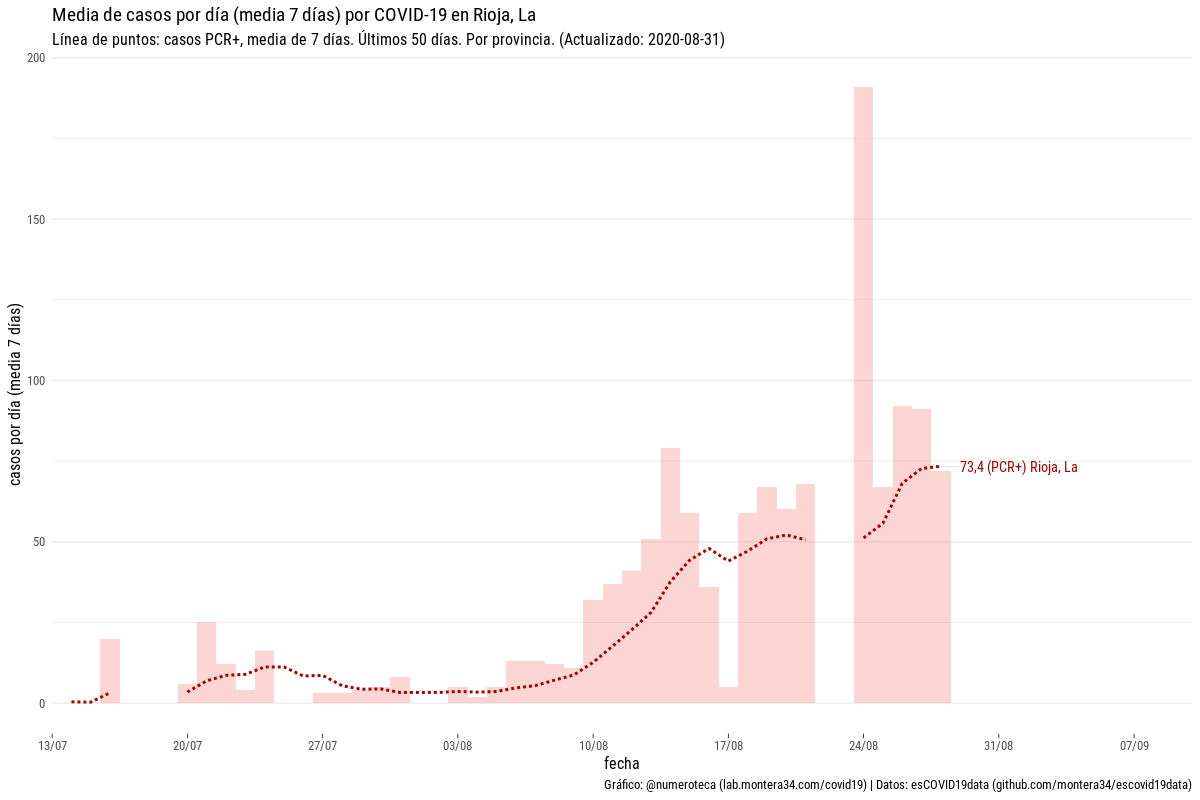 Media de casos por día (media 7 días) por COVID-19 en Rioja, La
Línea de puntos: casos PCR+, media de 7 días. Últimos 50 días. Por provincia. (Actualizado: 2020-08-31)
casos por día (media 7 días)
200
150
100
50
0
73,4 (PCR+) Rioja, La
13/07 20/07 27/07 03/08 10/08 17/08 24/08 31/08 07/09
fecha
Gráfico: @numeroteca (lab.montera34.com/covid19) | Datos: esCOVID19data (github.com/montera34/escovid19data)